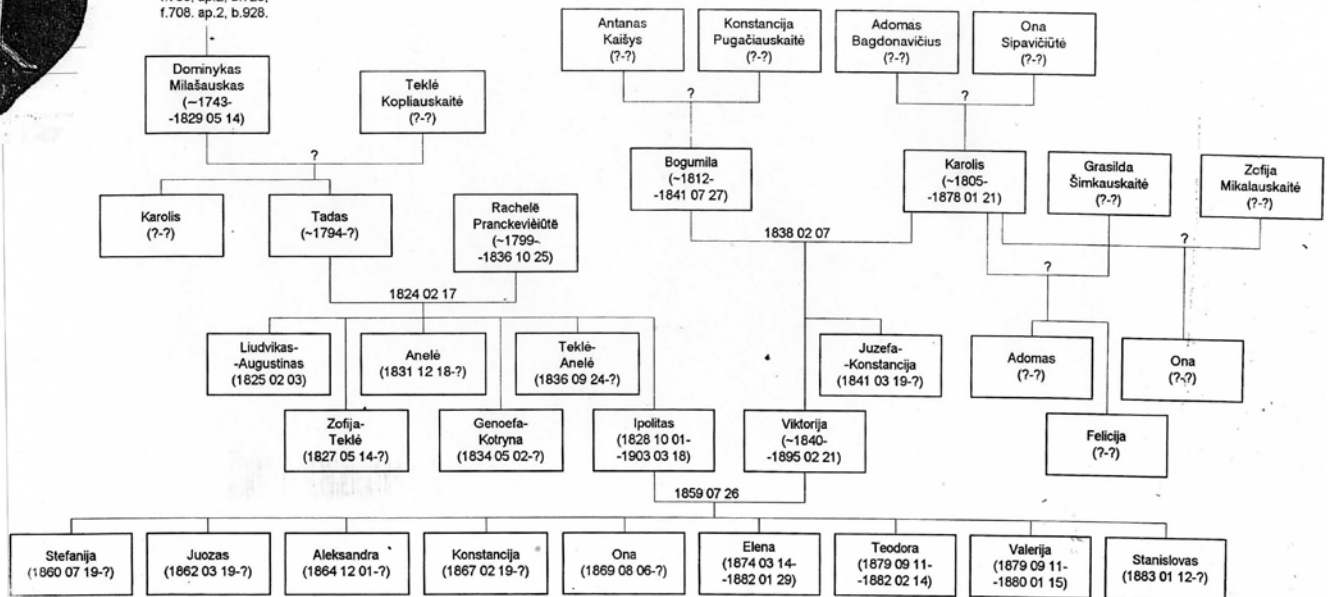 f.708. ap.2, b.928.
Antanas
Kaišys
(?-?)
Konstancija
Pugačiauskaitė
(?-?)
Adomas
Bagdonavičius
(?-?)
Ona
Sipavičiūtė
(?-?)
Dominykas
Milašauskas
(~1743-
-1829 05 14)
Teklė
Kopliauskaitė
(?-?)
?
?
?
Bogumila
(~1812-
-1841 07 27)
Karolis
(~1805-
-1878 01 21)
Grasilda
Šimkauskaitė
(?-?)
Zofija
Mikalauskaitė
(?-?)
Karolis
(?-?)
Tadas
(~1794-?)
Rachelė
Pranckevičiūtė
(~1799-
-1836 10 25)
1838 02 07
?
?
1824 02 17
Liudvikas-
-Augustinas
(1825 02 03)
Anelė
(1831 12 18-?)
Teklė-
Anelė
(1836 09 24-?)
Juzefa-
-Konstancija
(1841 03 19-?)
Adomas
(?-?)
Ona
(?-?)
Zofija-
Teklė
(1827 05 14-?)
Genoefa-
Kotryna
(1834 05 02-?)
Ipolitas
(1828 10 01-
-1903 03 18)
Viktorija
(~1840-
-1895 02 21)
Felicija
(?-?)
1859 07 26
Stefanija
(1860 07 19-?)
Juozas
(1862 03 19-?)
Aleksandra
(1864 12 01-?)
Konstancija
(1867 02 19-?)
Ona
(1869 08 06-?)
Elena
(1874 03 14-
-1882 01 29)
Teodora
(1879 09 11-
-1882 02 14)
Valerija
(1879 09 11-
-1880 01 15)
Stanislovas
(1883 01 12-?)